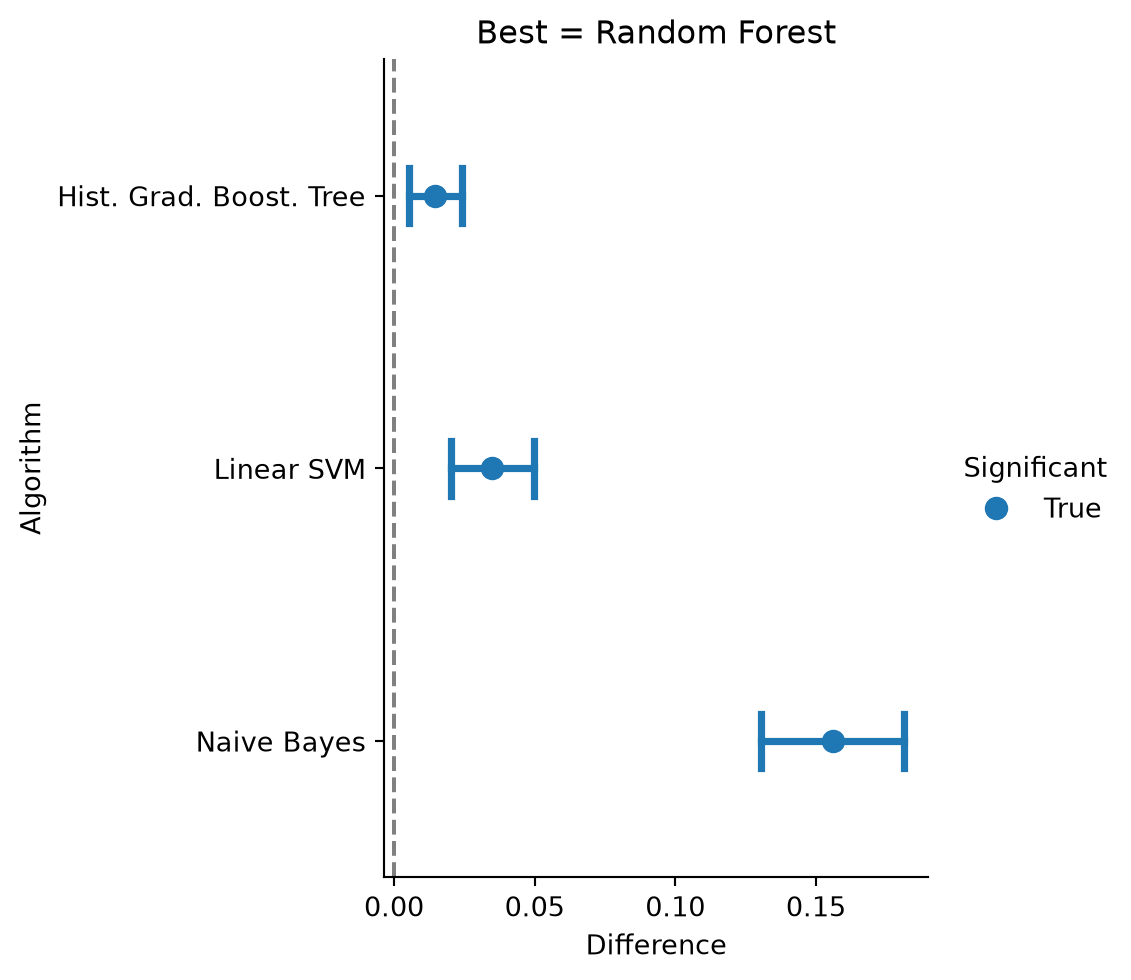 Best = Random Forest
Hist. Grad. Boost. Tree
Linear SVM
Naive Bayes
Algorithm
0.00
0.05
0.10
0.15
Difference
Significant
True